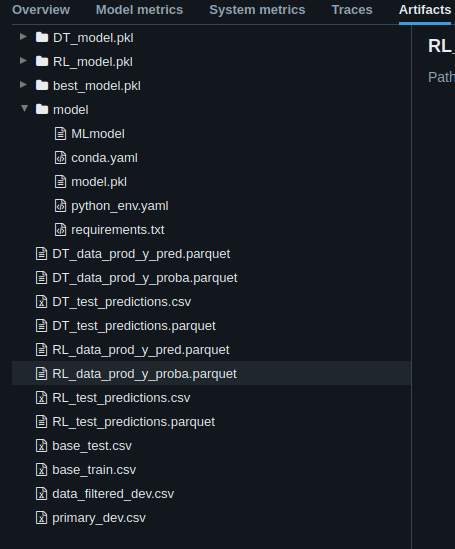 Overview Model metrics System metrics Traces Artifacts
DT_model.pkl
RL_
RL_model.pkl
Path
best_model.pkl
model
MLmodel
conda.yaml
model.pkl
python_env.yaml
requirements.txt
DT_data_prod_y_pred.parquet
DT_data_prod_y_proba.parquet
DT_test_predictions.csv
DT_test_predictions.parquet
RL_data_prod_y_pred.parquet
RL_data_prod_y_proba.parquet
RL_test_predictions.csv
RL_test_predictions.parquet
base_test.csv
base_train.csv
data_filtered_dev.csv
primary_dev.csv